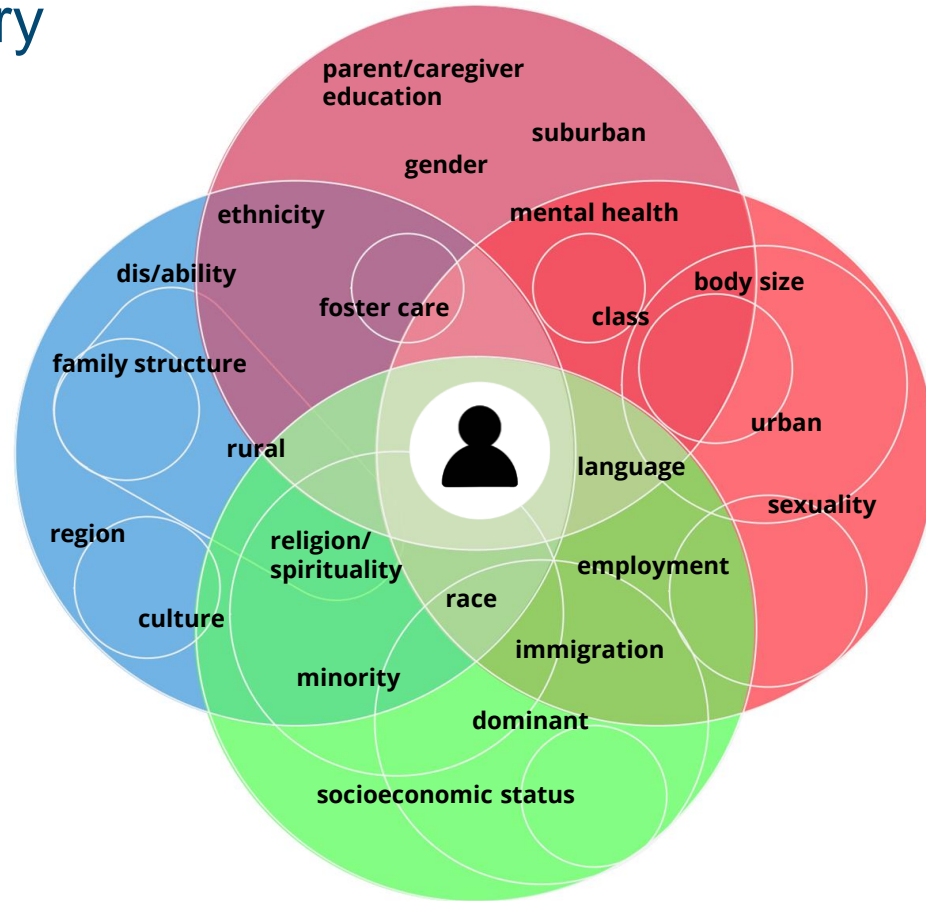 ry
parent/caregiver
education
suburban
gender
ethnicity
mental health
dis/ability
body size
foster care
class
family structure
urban
rural
language
sexuality
region
religion/
spirituality
employment
race
culture
immigration
minority
dominant
socioeconomic status